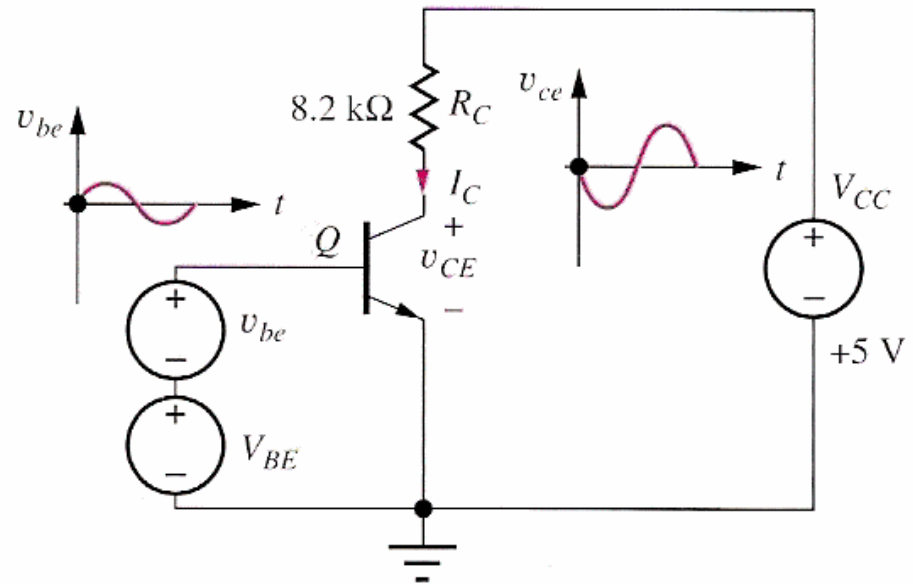 v_be
t
8.2 kΩ
R_C
I_C
Q
+
v_CE
−
v_ce
t
V_CC
+
−
+5 V
+
v_be
−
+
V_BE
−